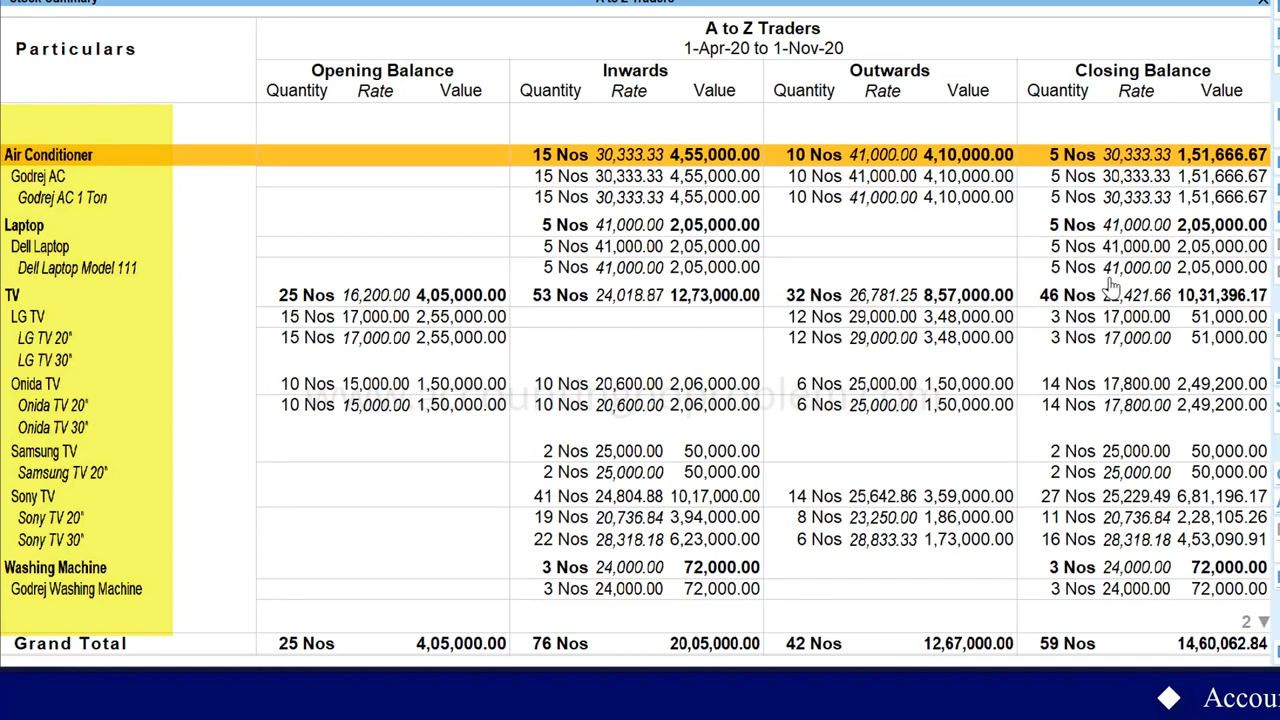 Stock Summary A to Z Traders
Particulars A to Z Traders
1-Apr-20 to 1-Nov-20
Opening Balance Inwards Outwards Closing Balance
Quantity Rate Value Quantity Rate Value Quantity Rate Value Quantity Rate Value
Air Conditioner 15 Nos 30,333.33 4,55,000.00 10 Nos 41,000.00 4,10,000.00 5 Nos 30,333.33 1,51,666.67
Godrej AC 15 Nos 30,333.33 4,55,000.00 10 Nos 41,000.00 4,10,000.00 5 Nos 30,333.33 1,51,666.67
Godrej AC 1 Ton 15 Nos 30,333.33 4,55,000.00 10 Nos 41,000.00 4,10,000.00 5 Nos 30,333.33 1,51,666.67
Laptop 5 Nos 41,000.00 2,05,000.00 5 Nos 41,000.00 2,05,000.00
Dell Laptop 5 Nos 41,000.00 2,05,000.00 5 Nos 41,000.00 2,05,000.00
Dell Laptop Model 111 5 Nos 41,000.00 2,05,000.00 5 Nos 41,000.00 2,05,000.00
TV 25 Nos 16,200.00 4,05,000.00 53 Nos 24,018.87 12,73,000.00 32 Nos 26,781.25 8,57,000.00 46 Nos 10,31,396.17
LG TV 15 Nos 17,000.00 2,55,000.00 12 Nos 29,000.00 3,48,000.00 3 Nos 17,000.00 51,000.00
LG TV 20" 15 Nos 17,000.00 2,55,000.00 12 Nos 29,000.00 3,48,000.00 3 Nos 17,000.00 51,000.00
LG TV 30"
Onida TV 10 Nos 15,000.00 1,50,000.00 10 Nos 20,600.00 2,06,000.00 6 Nos 25,000.00 1,50,000.00 14 Nos 17,800.00 2,49,200.00
Onida TV 20" 10 Nos 15,000.00 1,50,000.00 10 Nos 20,600.00 2,06,000.00 6 Nos 25,000.00 1,50,000.00 14 Nos 17,800.00 2,49,200.00
Onida TV 30"
Samsung TV 2 Nos 25,000.00 50,000.00 2 Nos 25,000.00 50,000.00
Samsung TV 20" 2 Nos 25,000.00 50,000.00 2 Nos 25,000.00 50,000.00
Sony TV 41 Nos 24,804.88 10,17,000.00 14 Nos 25,642.86 3,59,000.00 27 Nos 25,229.49 6,81,196.17
Sony TV 20" 19 Nos 20,736.84 3,94,000.00 8 Nos 23,250.00 1,86,000.00 11 Nos 20,736.84 2,28,105.26
Sony TV 30" 22 Nos 28,318.18 6,23,000.00 6 Nos 28,833.33 1,73,000.00 16 Nos 28,318.18 4,53,090.91
Washing Machine 3 Nos 24,000.00 72,000.00 3 Nos 24,000.00 72,000.00
Godrej Washing Machine 3 Nos 24,000.00 72,000.00 3 Nos 24,000.00 72,000.00
2 ▼
Grand Total 25 Nos 4,05,000.00 76 Nos 20,05,000.00 42 Nos 12,67,000.00 59 Nos 14,60,062.84
◆ Accou